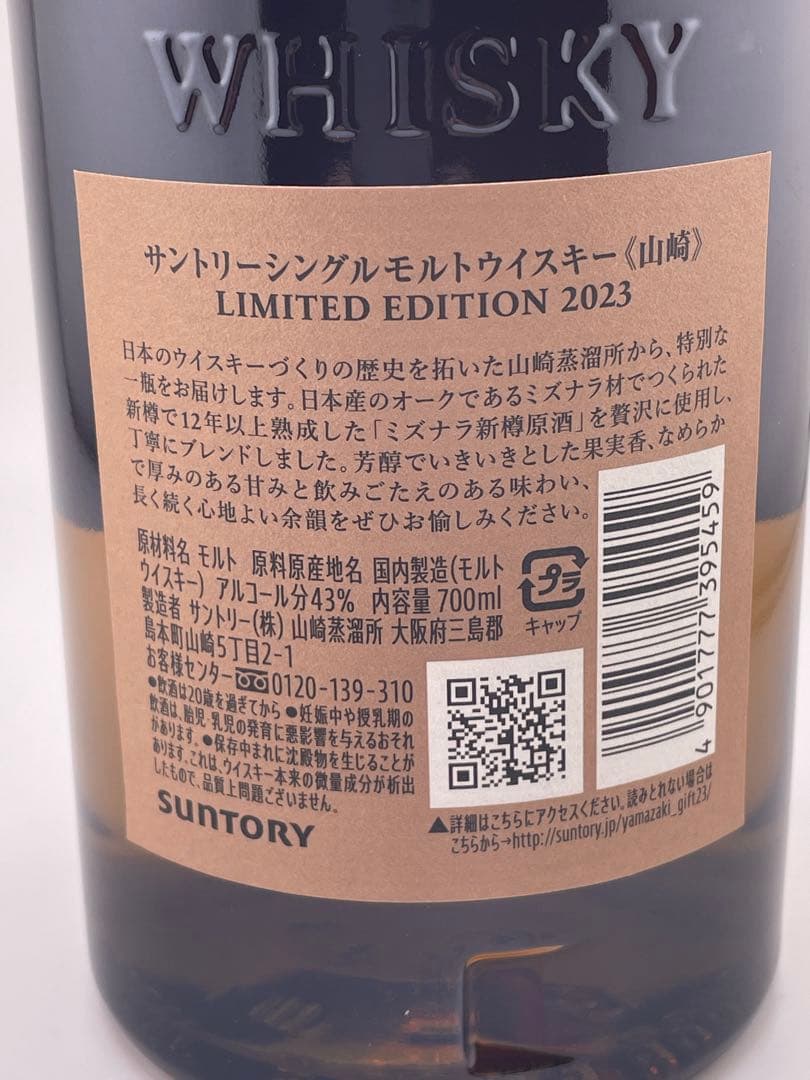 WHISKY
サントリーシングルモルトウイスキー《山崎》
LIMITED EDITION 2023
日本のウイスキーづくりの歴史を拓いた山崎蒸溜所から、特別な
一瓶をお届けします。日本産のオークであるミズナラ材でつくられた
新樽で12年以上熟成した「ミズナラ新樽原酒」を贅沢に使用し、
丁寧にブレンドしました。芳醇でいきいきとした果実香、なめらか
で厚みのある甘みと飲みごたえのある味わい、
長く続く心地よい余韻をぜひお愉しみください。
原材料名 モルト 原料原産地名 国内製造(モルト
ウイスキー) アルコール分43% 内容量700ml
製造者 サントリー(株) 山崎蒸溜所 大阪府三島郡
島本町山崎5丁目2-1
お客様センター 0120-139-310
●飲酒は20歳を過ぎてから ●妊娠中や授乳期の
飲酒は、胎児・乳児の発育に悪影響を与えるおそれ
があります。●保存中まれに沈殿物を生じることが
あります。これは、ウイスキー本来の微量成分が析出
したもので、品質上問題ございません。
SUNTORY
プラ
キャップ
4 901777 395459
▲詳細はこちらにアクセスください。読みとれない場合は
こちらから→http://suntory.jp/yamazaki_gift23/